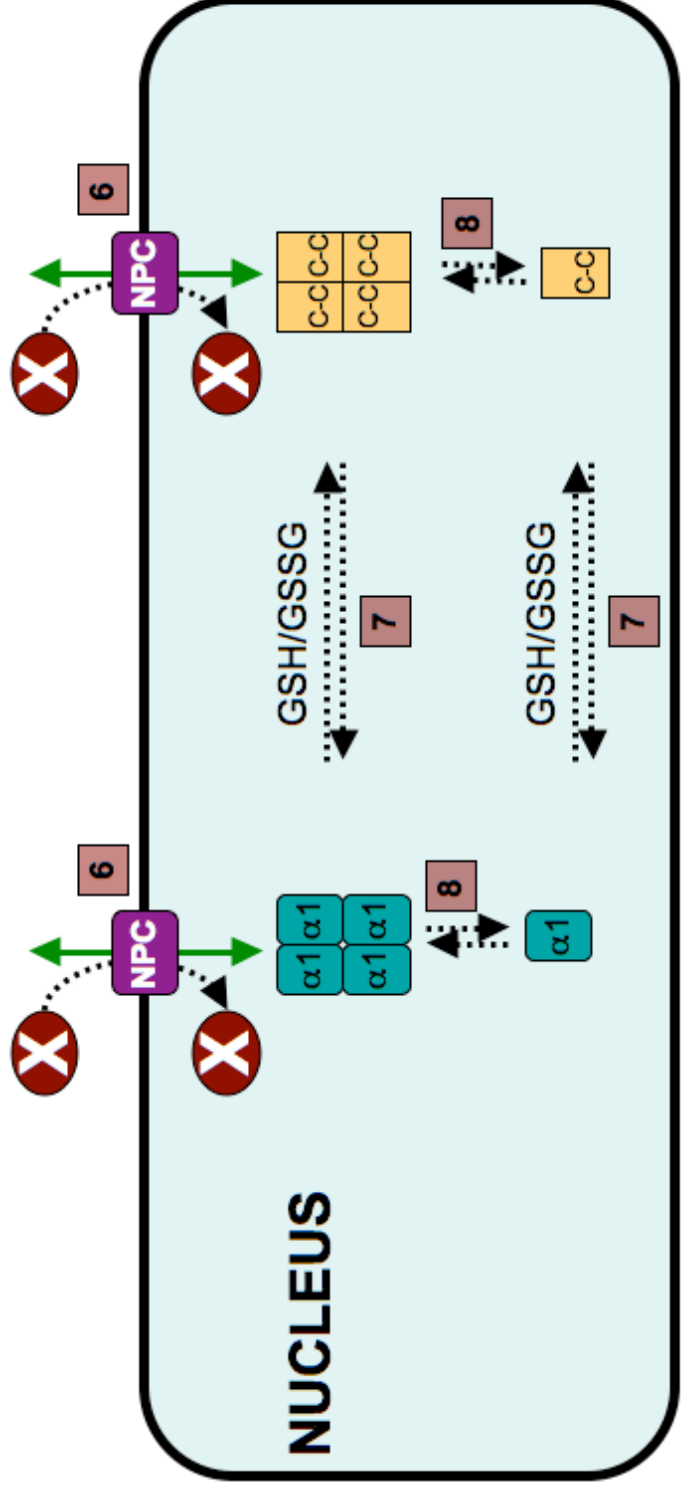 X X
6 6
NPC NPC
X X
GSH/GSSG
NUCLEUS α1 α1 C-C C-C
α1 α1 7 C-C C-C
8 8
GSH/GSSG
α1 C-C
7